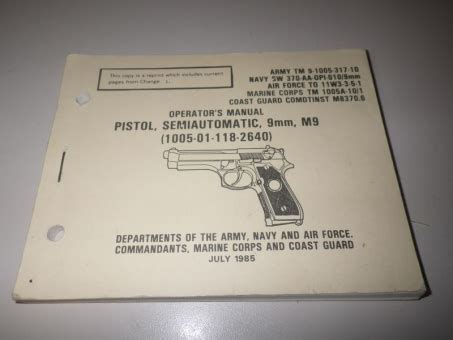 This copy is a reprint which includes current
pages from Change
ARMY TM 9-1005-317-10
NAVY SW 370-AA-OPI-010/9mm
AIR FORCE TO 11W3-3-5-1
MARINE CORPS TM 1005A-10/1
COAST GUARD COMDTINST M8370.6
OPERATOR'S MANUAL
PISTOL, SEMIAUTOMATIC, 9mm, M9
(1005-01-118-2640)
DEPARTMENTS OF THE ARMY, NAVY AND AIR FORCE,
COMMANDANTS, MARINE CORPS AND COAST GUARD
JULY 1985